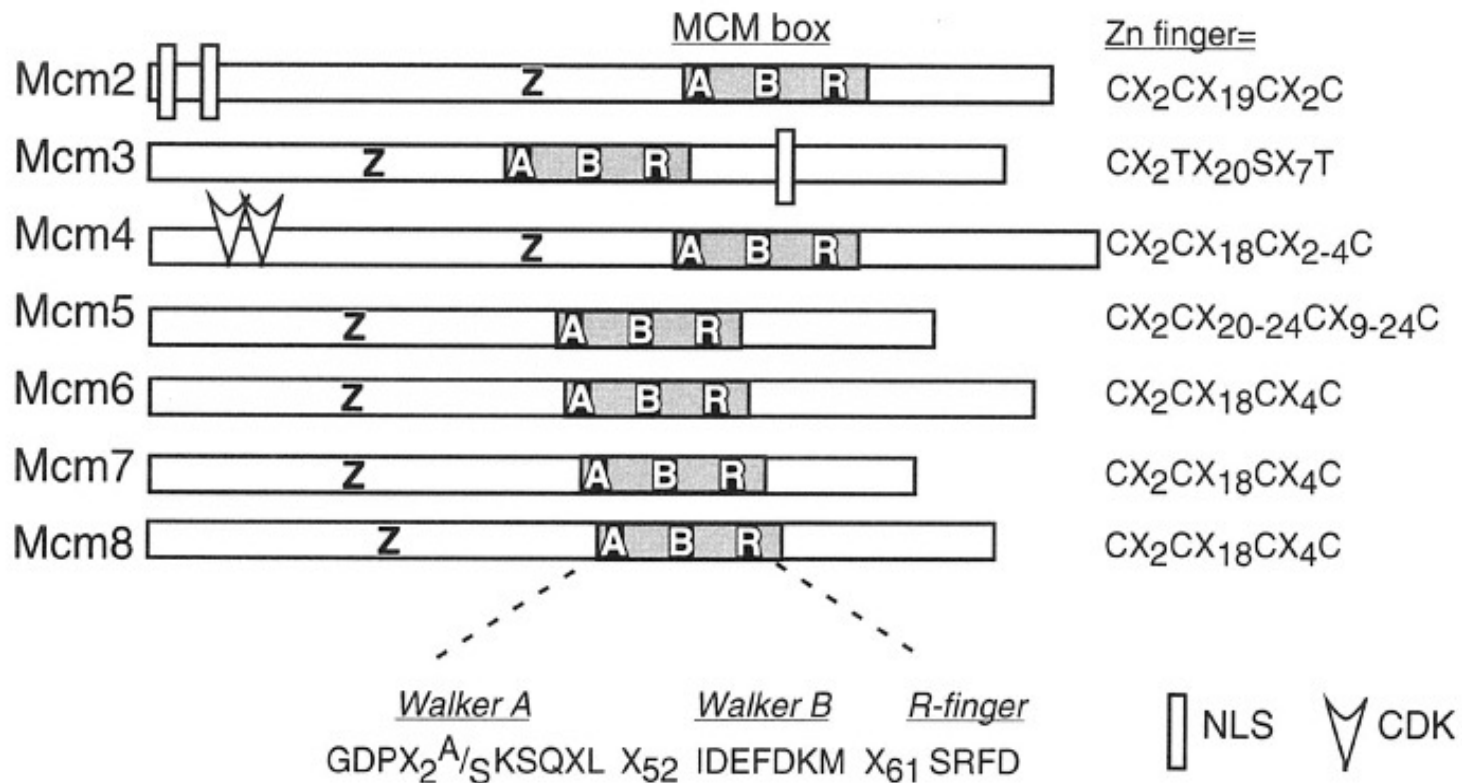 MCM box Zn finger=
Mcm2 Z A B R CX₂CX₁₉CX₂C
Mcm3 Z A B R CX₂TX₂₀SX₇T
Mcm4 Z A B R CX₂CX₁₈CX₂₋₄C
Mcm5 Z A B R CX₂CX₂₀₋₂₄CX₉₋₂₄C
Mcm6 Z A B R CX₂CX₁₈CX₄C
Mcm7 Z A B R CX₂CX₁₈CX₄C
Mcm8 Z A B R CX₂CX₁₈CX₄C
Walker A Walker B R-finger
GDPX₂ᴬ/ₛKSQXL X₅₂ IDEFDKM X₆₁ SRFD
NLS CDK